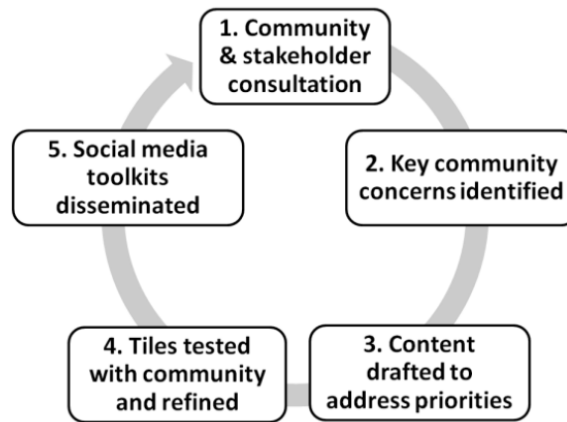 1. Community
& stakeholder
consultation
2. Key community
concerns identified
3. Content
drafted to
address priorities
4. Tiles tested
with community
and refined
5. Social media
toolkits
disseminated